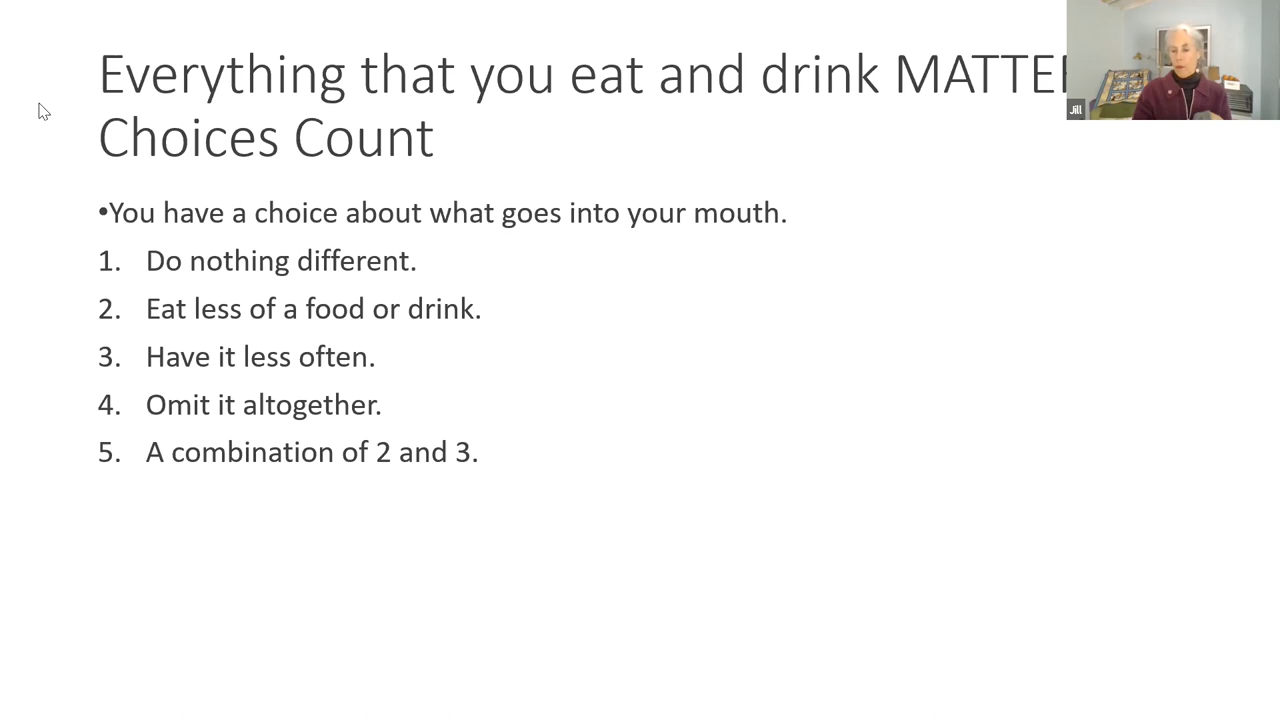 Everything that you eat and drink MATTE
Choices Count
•You have a choice about what goes into your mouth.
1. Do nothing different.
2. Eat less of a food or drink.
3. Have it less often.
4. Omit it altogether.
5. A combination of 2 and 3.
Jill